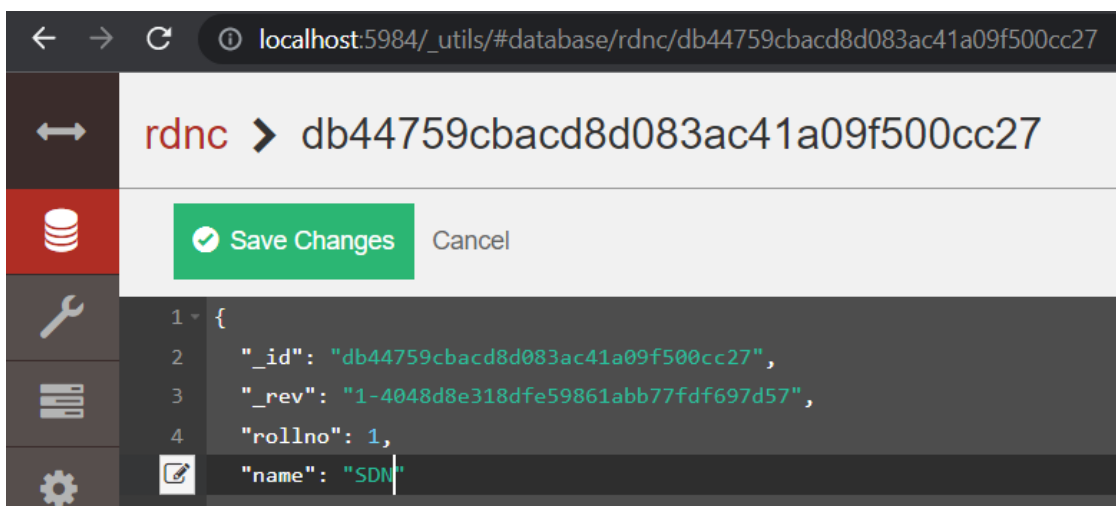 localhost:5984/_utils/#database/rdnc/db44759cbacd8d083ac41a09f500cc27
rdnc > db44759cbacd8d083ac41a09f500cc27
Save Changes Cancel
1 {
2 "_id": "db44759cbacd8d083ac41a09f500cc27",
3 "_rev": "1-4048d8e318dfe59861abb77fdf697d57",
4 "rollno": 1,
"name": "SDN"